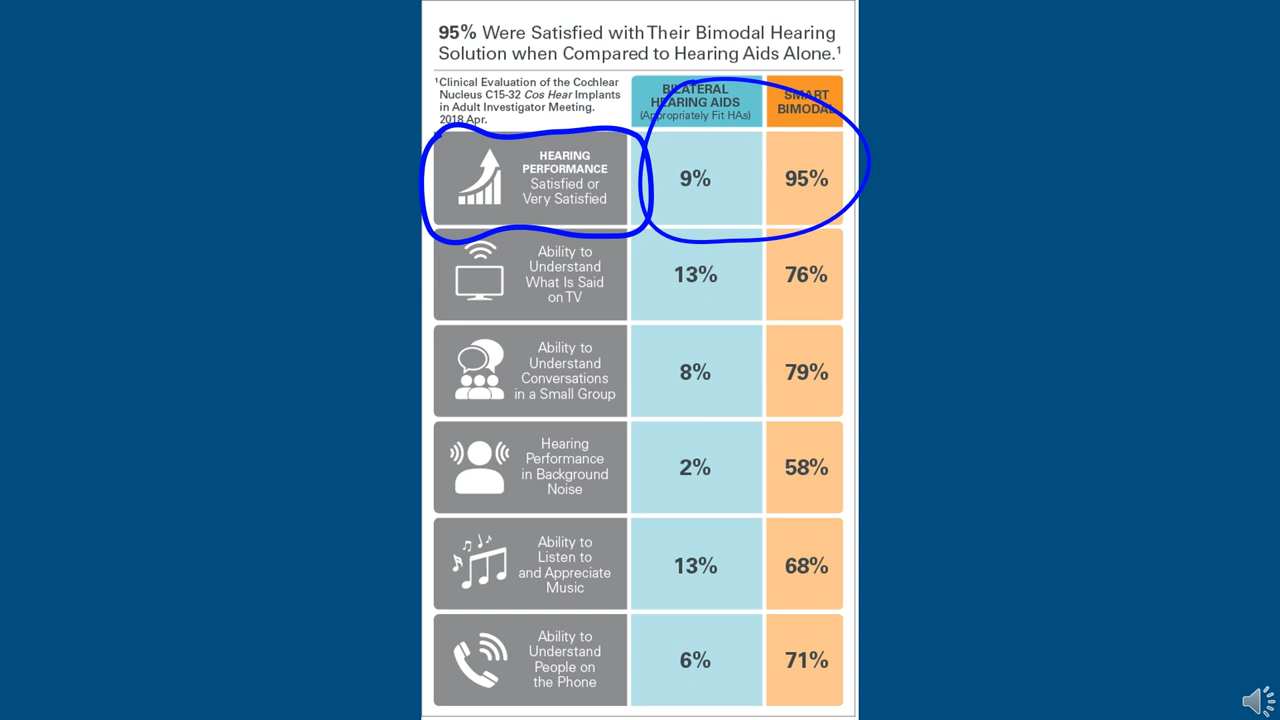 95% Were Satisfied with Their Bimodal Hearing
Solution when Compared to Hearing Aids Alone.¹
¹Clinical Evaluation of the Cochlear
Nucleus C15-32 Cos Hear Implants
in Adult Investigator Meeting.
2018 Apr.
BILATERAL
HEARING AIDS
(Appropriately Fit HAs)
SMART
BIMODAL
HEARING
PERFORMANCE
Satisfied or
Very Satisfied
9%
95%
Ability to
Understand
What Is Said
on TV
13%
76%
Ability to
Understand
Conversations
in a Small Group
8%
79%
Hearing
Performance
in Background
Noise
2%
58%
Ability to
Listen to
and Appreciate
Music
13%
68%
Ability to
Understand
People on
the Phone
6%
71%